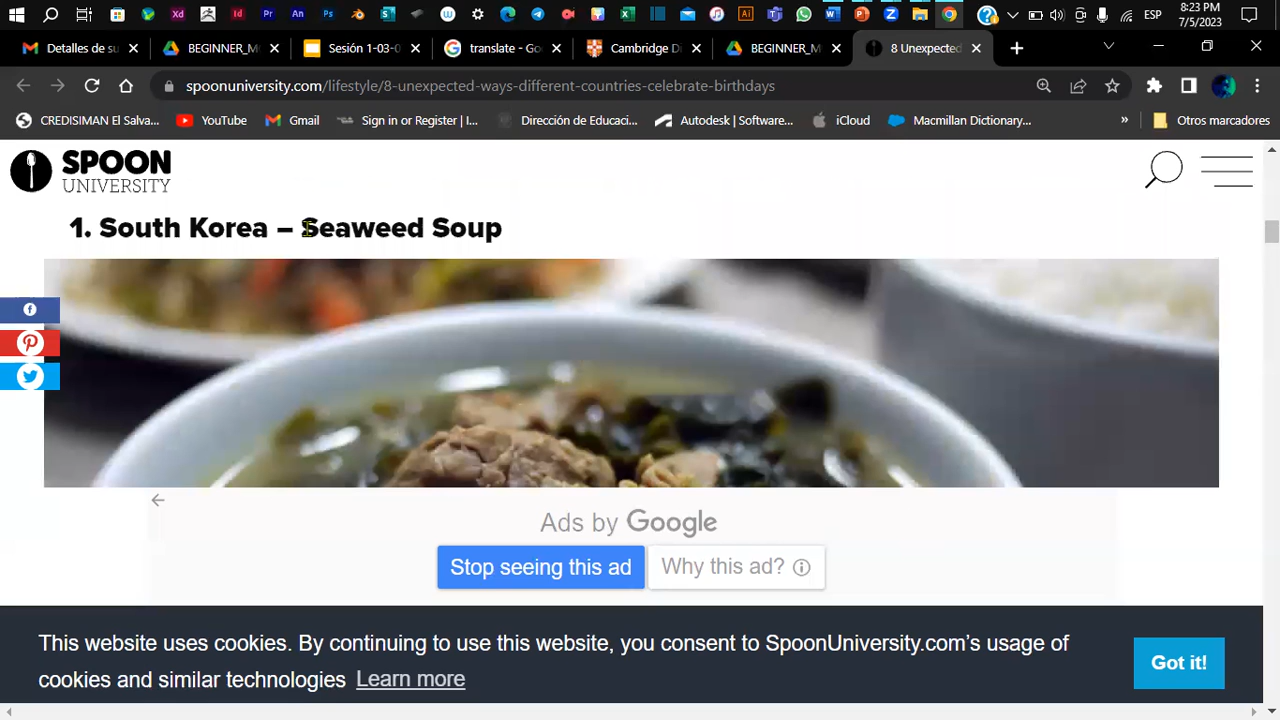 8:23 PM
ESP
7/5/2023
Detalles de su
BEGINNER_M
Sesión 1-03-0
translate - Go
Cambridge D
BEGINNER_M
8 Unexpected
spoonuniversity.com/lifestyle/8-unexpected-ways-different-countries-celebrate-birthdays
CREDISIMAN El Salva...
YouTube
Gmail
Sign in or Register | I...
Dirección de Educaci...
Autodesk | Software...
iCloud
Macmillan Dictionary...
»
Otros marcadores
SPOON
UNIVERSITY
1. South Korea – Seaweed Soup
Ads by Google
Stop seeing this ad
Why this ad?
This website uses cookies. By continuing to use this website, you consent to SpoonUniversity.com’s usage of
cookies and similar technologies Learn more
Got it!